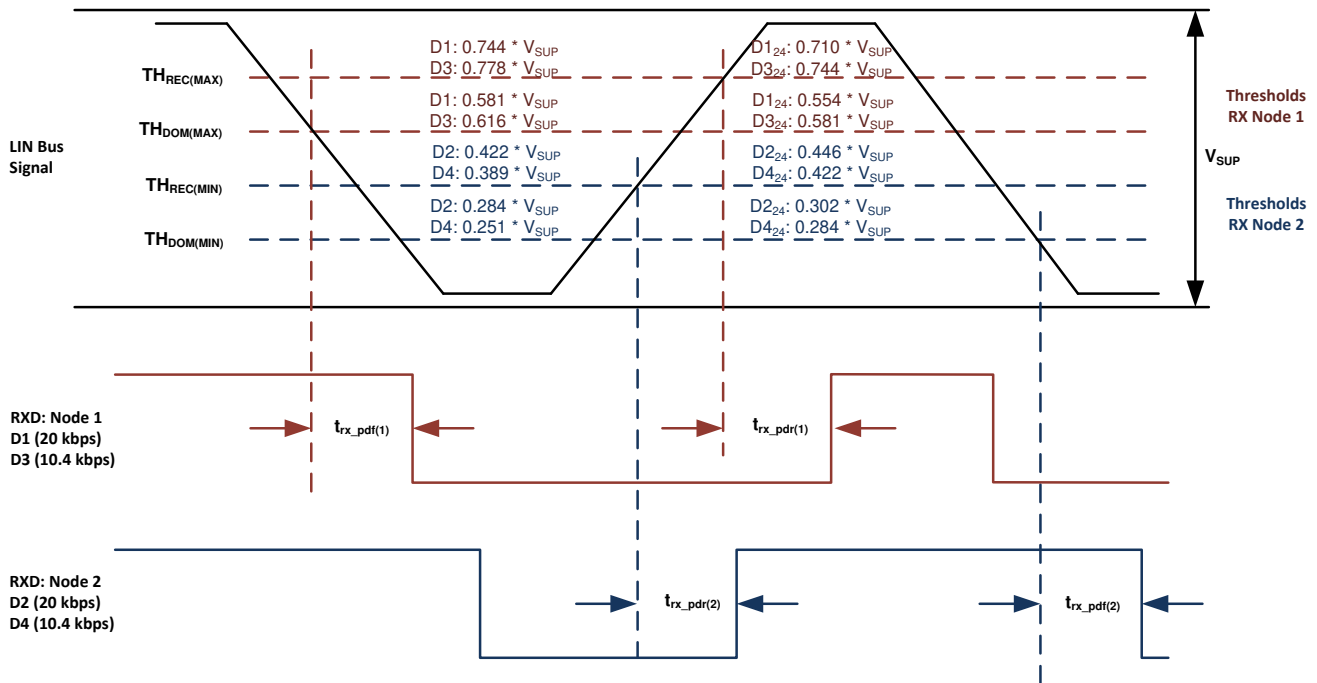 D1: 0.744 * VSUP
D3: 0.778 * VSUP
D1: 0.581 * VSUP
D3: 0.616 * VSUP
D2: 0.422 * VSUP
D4: 0.389 * VSUP
D2: 0.284 * VSUP
D4: 0.251 * VSUP
D124: 0.710 * VSUP
D324: 0.744 * VSUP
D124: 0.554 * VSUP
D324: 0.581 * VSUP
D224: 0.446 * VSUP
D424: 0.422 * VSUP
D224: 0.302 * VSUP
D424: 0.284 * VSUP
THREC(MAX)
THDOM(MAX)
THREC(MIN)
THDOM(MIN)
LIN Bus
Signal
Thresholds
RX Node 1
VSUP
Thresholds
RX Node 2
RXD: Node 1
D1 (20 kbps)
D3 (10.4 kbps)
trx_pdf(1)
trx_pdr(1)
RXD: Node 2
D2 (20 kbps)
D4 (10.4 kbps)
trx_pdr(2)
trx_pdf(2)